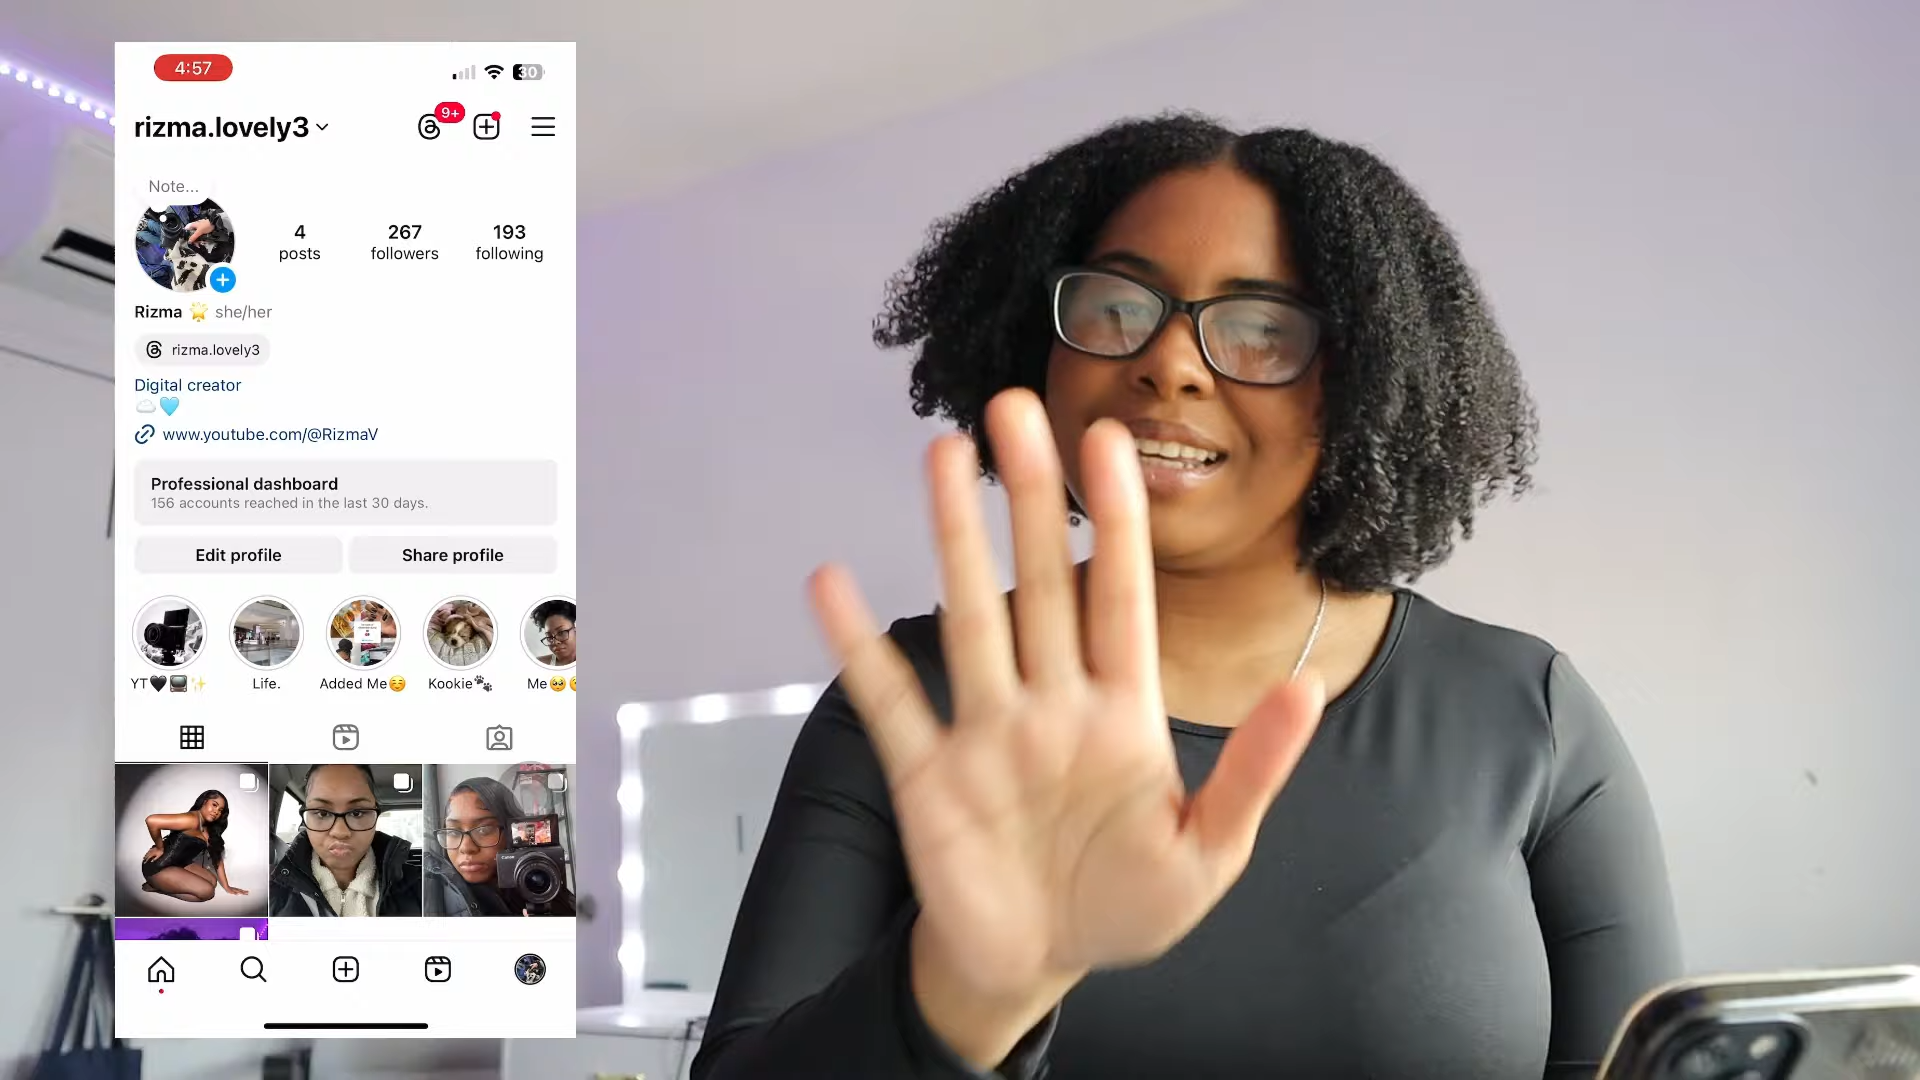 4:57
30
rizma.lovely3
9+
Note...
4
posts
267
followers
193
following
Rizma 🌟 she/her
rizma.lovely3
Digital creator
☁️🩵
www.youtube.com/@RizmaV
Professional dashboard
156 accounts reached in the last 30 days.
Edit profile
Share profile
YT🖤📺✨
Life.
Added Me☺️
Kookie🐾
Me🥺
Canon